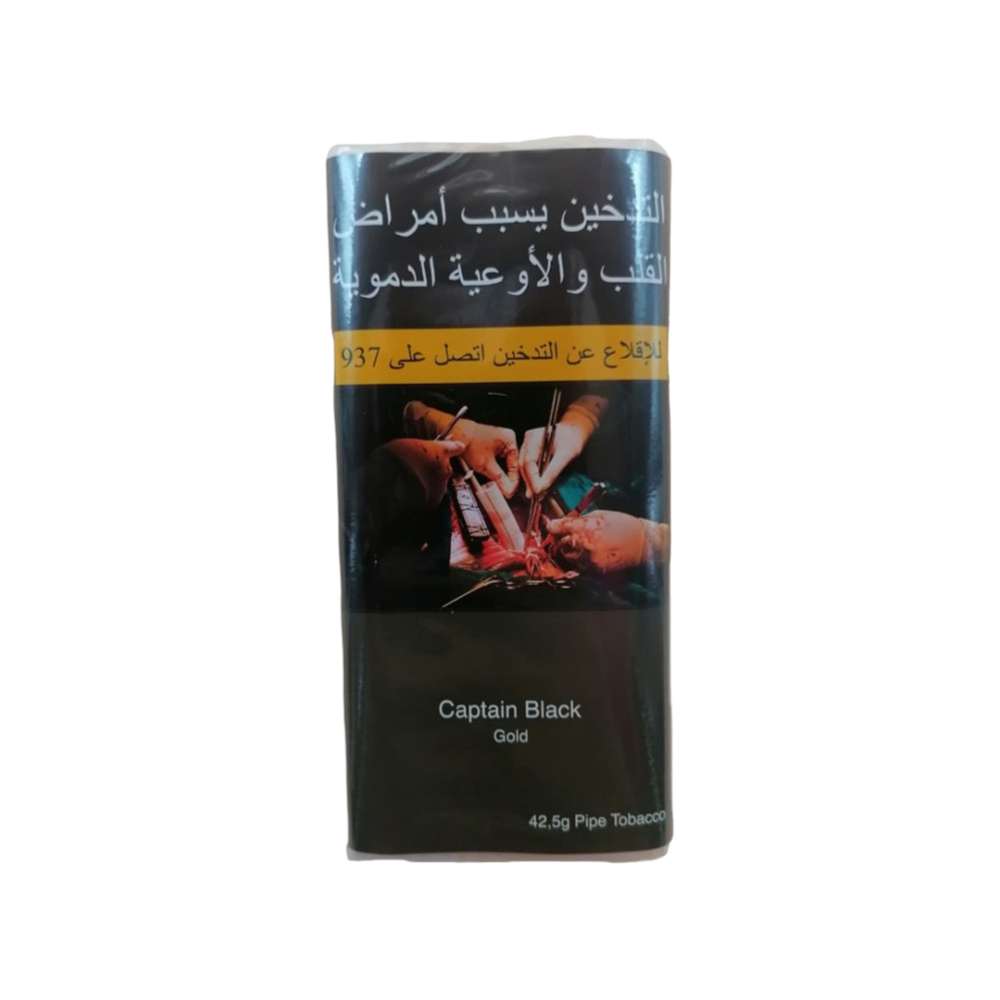 التدخين يسبب أمراض
القلب والأوعية الدموية
للإقلاع عن التدخين اتصل على 937
Captain Black
Gold
42,5g Pipe Tobacco